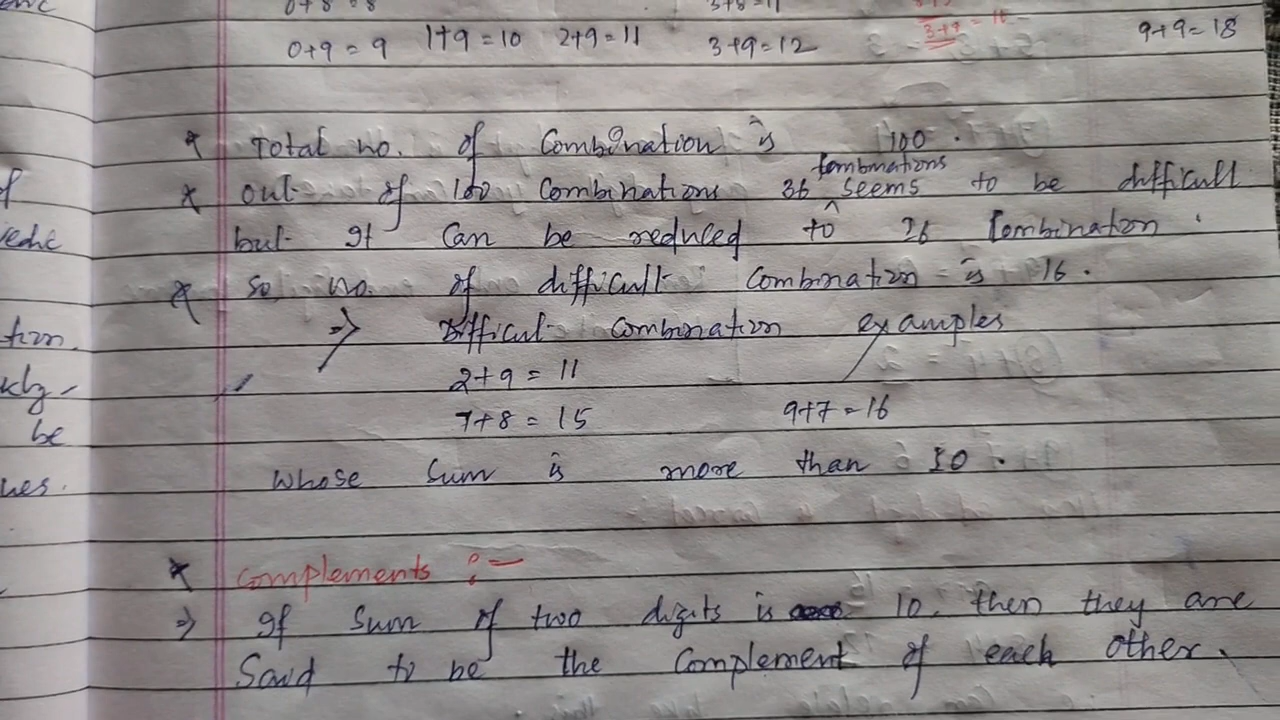 0+8=8
0+9=9 1+9=10 2+9=11 3+9=12 9+9=18
* Total no. of Combination is 100.
* out of 100 Combinations 36 combinations seems to be difficult
but It Can be reduced to 26 Combination.
* So, no. of difficult Combination is 16.
⇒ Difficult Combination examples
2+9=11
7+8=15 9+7=16
whose sum is more than 10.
* complements :-
⇒ If Sum of two digits is 10, then they are
Said to be the Complement of each other.